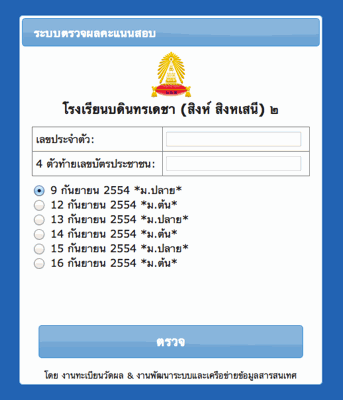 ระบบตรวจผลคะแนนสอบ
โรงเรียนบดินทรเดชา (สิงห์ สิงหเสนี) ๒
เลขประจำตัว:
4 ตัวท้ายเลขบัตรประชาชน:
9 กันยายน 2554 *ม.ปลาย*
12 กันยายน 2554 *ม.ต้น*
13 กันยายน 2554 *ม.ปลาย*
14 กันยายน 2554 *ม.ต้น*
15 กันยายน 2554 *ม.ปลาย*
16 กันยายน 2554 *ม.ต้น*
ตรวจ
โดย งานทะเบียนวัดผล & งานพัฒนาระบบและเครือข่ายข้อมูลสารสนเทศ